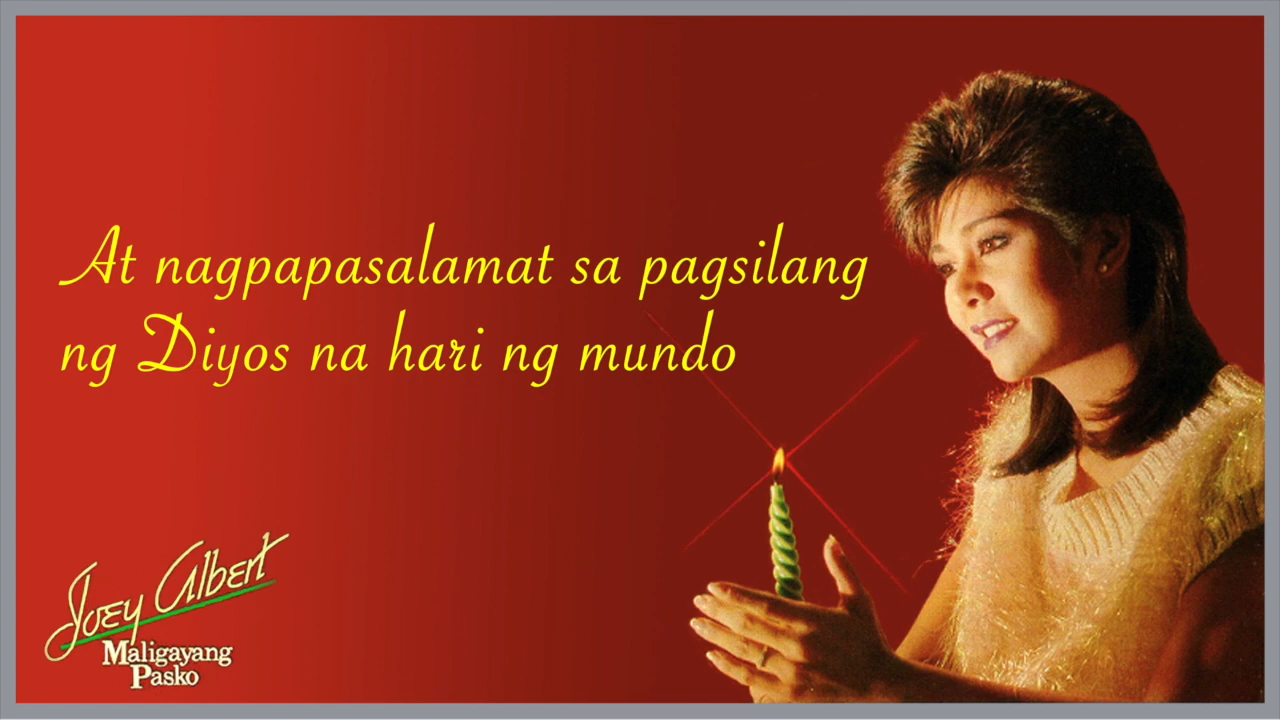 At nagpapasalamat sa pagsilang
ng Diyos na hari ng mundo
Joey Albert
Maligayang
Pasko